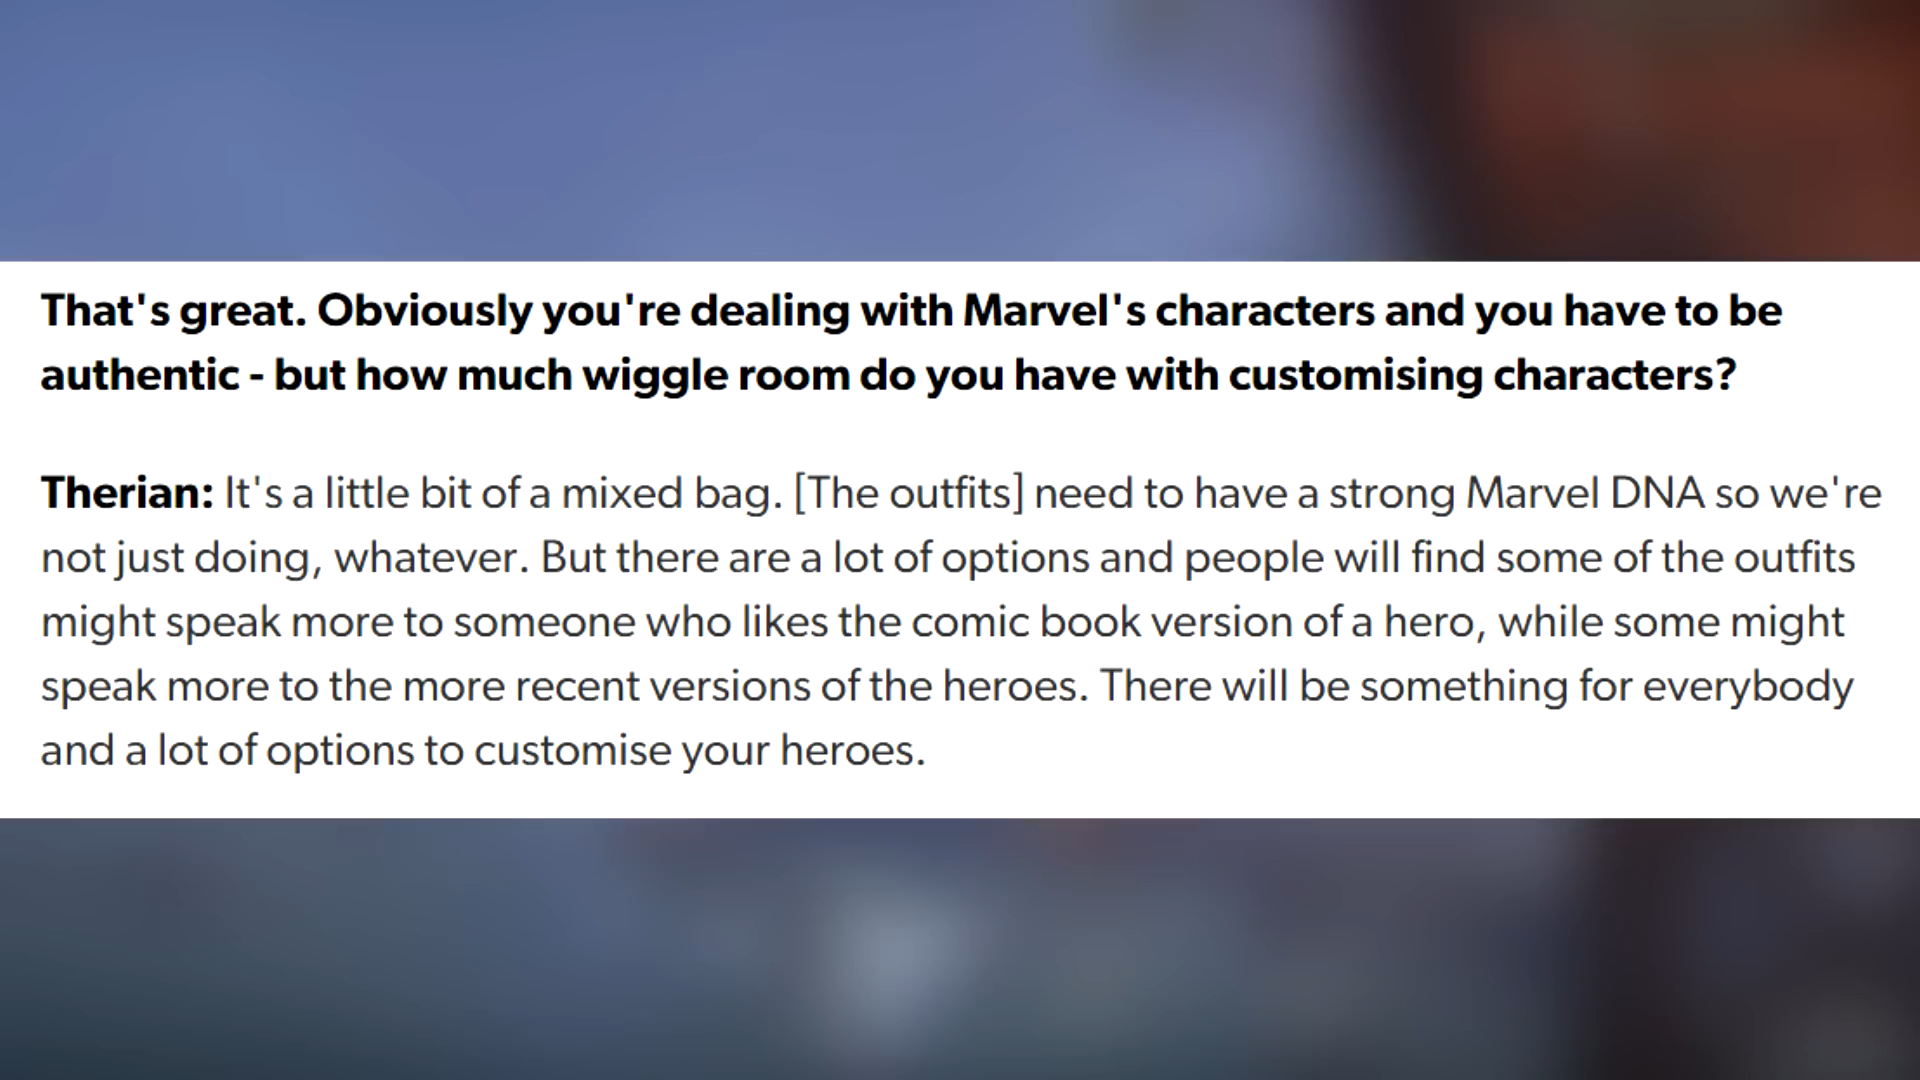 That's great. Obviously you're dealing with Marvel's characters and you have to be
authentic - but how much wiggle room do you have with customising characters?
Therian: It's a little bit of a mixed bag. [The outfits] need to have a strong Marvel DNA so we're
not just doing, whatever. But there are a lot of options and people will find some of the outfits
might speak more to someone who likes the comic book version of a hero, while some might
speak more to the more recent versions of the heroes. There will be something for everybody
and a lot of options to customise your heroes.